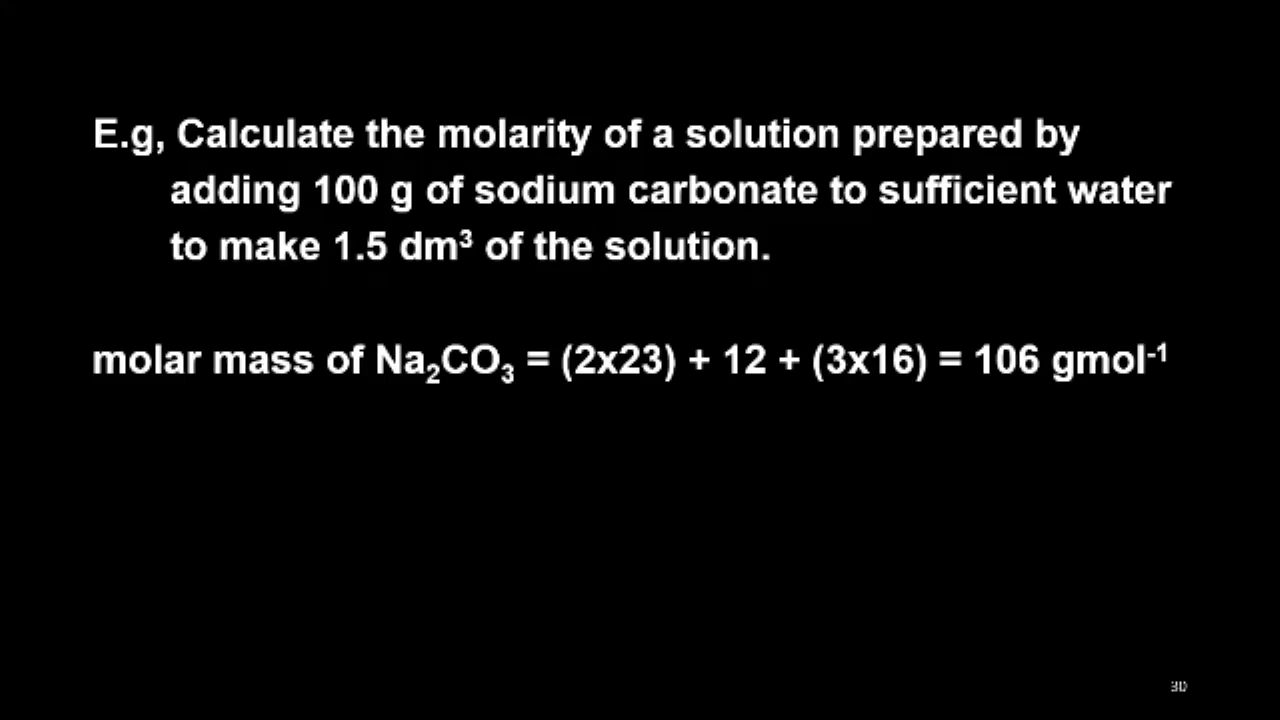 E.g, Calculate the molarity of a solution prepared by
adding 100 g of sodium carbonate to sufficient water
to make 1.5 dm³ of the solution.
molar mass of Na₂CO₃ = (2x23) + 12 + (3x16) = 106 gmol⁻¹
30